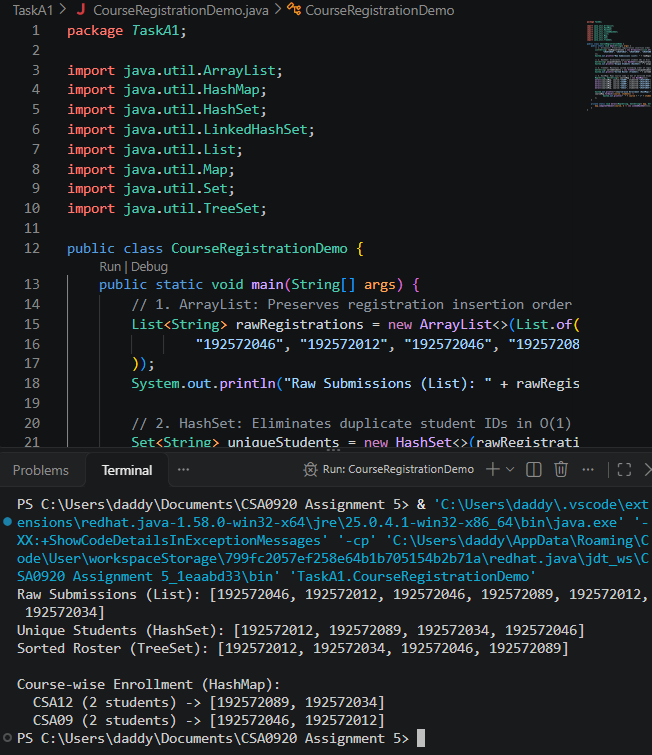 TaskA1 > J CourseRegistrationDemo.java > CourseRegistrationDemo
1 package TaskA1;
2
3 import java.util.ArrayList;
4 import java.util.HashMap;
5 import java.util.HashSet;
6 import java.util.LinkedHashSet;
7 import java.util.List;
8 import java.util.Map;
9 import java.util.Set;
10 import java.util.TreeSet;
11
12 public class CourseRegistrationDemo {
Run | Debug
13 public static void main(String[] args) {
14 // 1. ArrayList: Preserves registration insertion order
15 List<String> rawRegistrations = new ArrayList<>(List.of(
16 "192572046", "192572012", "192572046", "19257208
17 ));
18 System.out.println("Raw Submissions (List): " + rawRegis
19
20 // 2. HashSet: Eliminates duplicate student IDs in O(1)
21 Set<String> uniqueStudents = new HashSet<>(rawRegistrati
Problems Terminal ··· Run: CourseRegistrationDemo
PS C:\Users\daddy\Documents\CSA0920 Assignment 5> & 'C:\Users\daddy\.vscode\ext
ensions\redhat.java-1.58.0-win32-x64\jre\25.0.4.1-win32-x86_64\bin\java.exe' '-
XX:+ShowCodeDetailsInExceptionMessages' '-cp' 'C:\Users\daddy\AppData\Roaming\C
ode\User\workspaceStorage\799fc2057ef258e64b1b705154b2b71a\redhat.java\jdt_ws\C
SA0920 Assignment 5_1eaabd33\bin' 'TaskA1.CourseRegistrationDemo'
Raw Submissions (List): [192572046, 192572012, 192572046, 192572089, 192572012,
192572034]
Unique Students (HashSet): [192572012, 192572089, 192572034, 192572046]
Sorted Roster (TreeSet): [192572012, 192572034, 192572046, 192572089]

Course-wise Enrollment (HashMap):
CSA12 (2 students) -> [192572089, 192572034]
CSA09 (2 students) -> [192572046, 192572012]
PS C:\Users\daddy\Documents\CSA0920 Assignment 5>